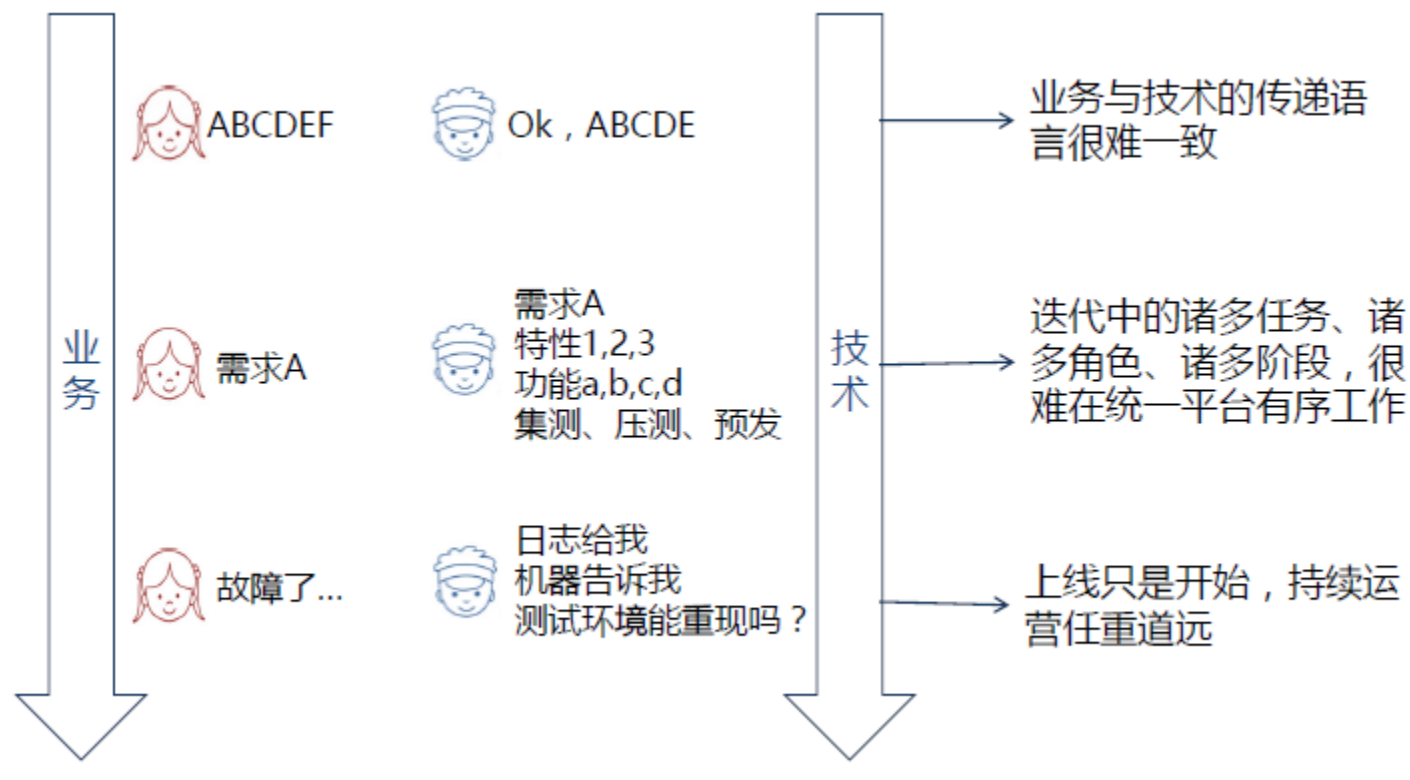 ABCDEF
Ok，ABCDE
业务与技术的传递语
言很难一致
业务
需求A
需求A
特性1,2,3
功能a,b,c,d
集测、压测、预发
技术
迭代中的诸多任务、诸
多角色、诸多阶段，很
难在统一平台有序工作
故障了...
日志给我
机器告诉我
测试环境能重现吗？
上线只是开始，持续运
营任重道远